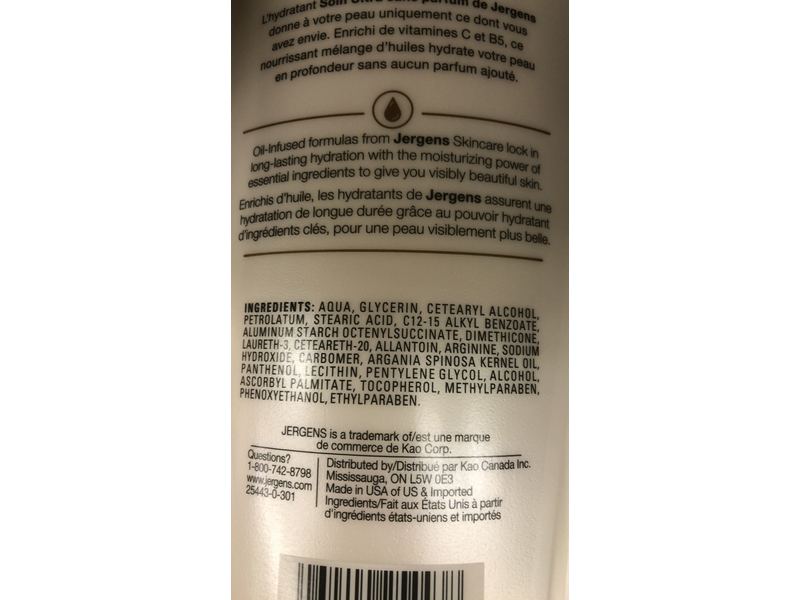 L'hydratant Soin Ultra sans parfum de Jergens
donne à votre peau uniquement ce dont vous
avez envie. Enrichi de vitamines C et B5, ce
nourrissant mélange d'huiles hydrate votre peau
en profondeur sans aucun parfum ajouté.
Oil-Infused formulas from Jergens Skincare lock in
long-lasting hydration with the moisturizing power of
essential ingredients to give you visibly beautiful skin.
Enrichis d'huile, les hydratants de Jergens assurent une
hydratation de longue durée grâce au pouvoir hydratant
d'ingrédients clés, pour une peau visiblement plus belle.
INGREDIENTS: AQUA, GLYCERIN, CETEARYL ALCOHOL,
PETROLATUM, STEARIC ACID, C12-15 ALKYL BENZOATE,
ALUMINUM STARCH OCTENYLSUCCINATE, DIMETHICONE,
LAURETH-3, CETEARETH-20, ALLANTOIN, ARGININE, SODIUM
HYDROXIDE, CARBOMER, ARGANIA SPINOSA KERNEL OIL,
PANTHENOL, LECITHIN, PENTYLENE GLYCOL, ALCOHOL,
ASCORBYL PALMITATE, TOCOPHEROL, METHYLPARABEN,
PHENOXYETHANOL, ETHYLPARABEN.
JERGENS is a trademark of/est une marque
de commerce de Kao Corp.
Questions?
1-800-742-8798
www.jergens.com
25443-0-301
Distributed by/Distribué par Kao Canada Inc.
Mississauga, ON L5W 0E3
Made in USA of US & Imported
Ingredients/Fait aux États Unis à partir
d'ingrédients états-uniens et importés